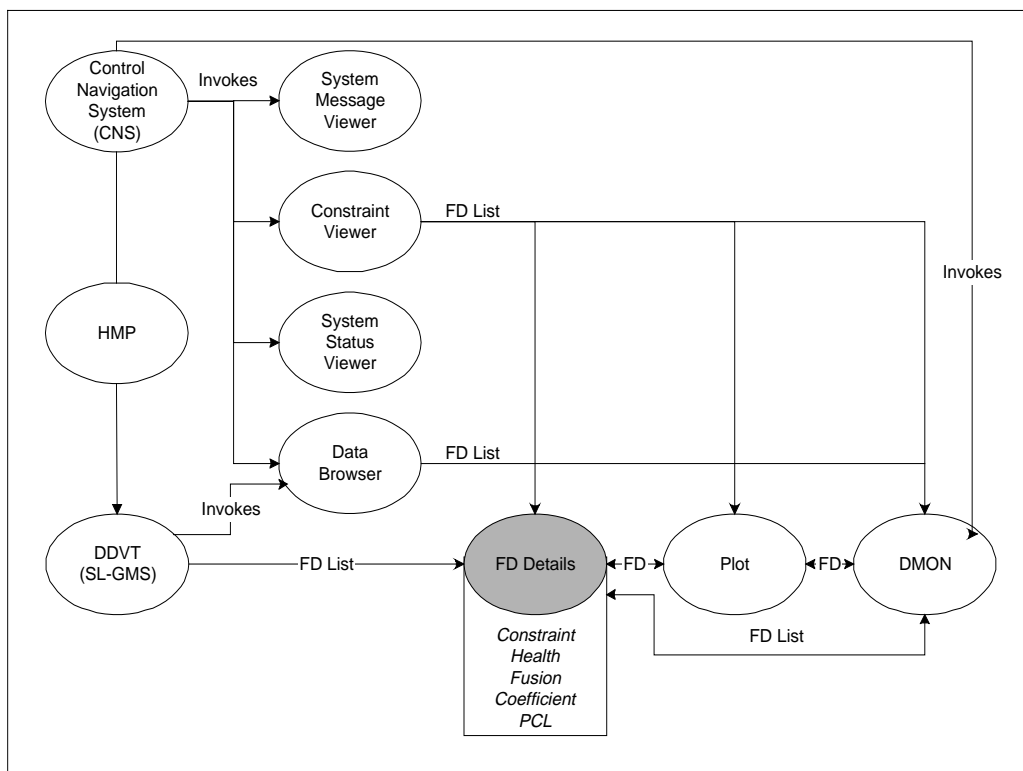 Control
Navigation
System
(CNS)
Invokes
System
Message
Viewer
Constraint
Viewer
FD List
Invokes
HMP
System
Status
Viewer
Data
Browser
FD List
Invokes
DDVT
(SL-GMS)
FD List
FD Details
FD
Plot
FD
DMON
FD List
Constraint
Health
Fusion
Coefficient
PCL